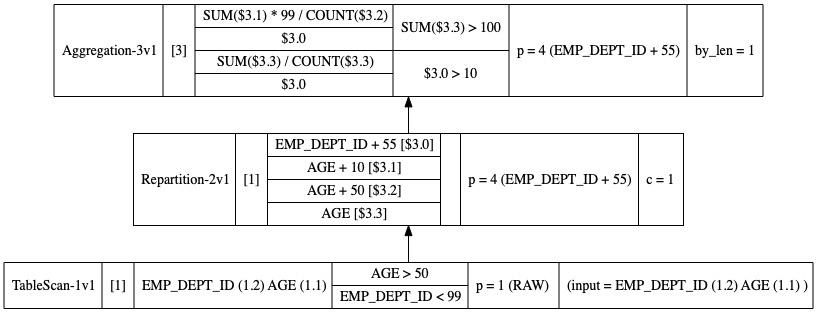 Aggregation-3v1
[3]
SUM($3.1) * 99 / COUNT($3.2)
$3.0
SUM($3.3) / COUNT($3.3)
$3.0
SUM($3.3) > 100
$3.0 > 10
p = 4 (EMP_DEPT_ID + 55)
by_len = 1
Repartition-2v1
[1]
EMP_DEPT_ID + 55 [$3.0]
AGE + 10 [$3.1]
AGE + 50 [$3.2]
AGE [$3.3]
p = 4 (EMP_DEPT_ID + 55)
c = 1
TableScan-1v1
[1]
EMP_DEPT_ID (1.2) AGE (1.1)
AGE > 50
EMP_DEPT_ID < 99
p = 1 (RAW)
(input = EMP_DEPT_ID (1.2) AGE (1.1) )